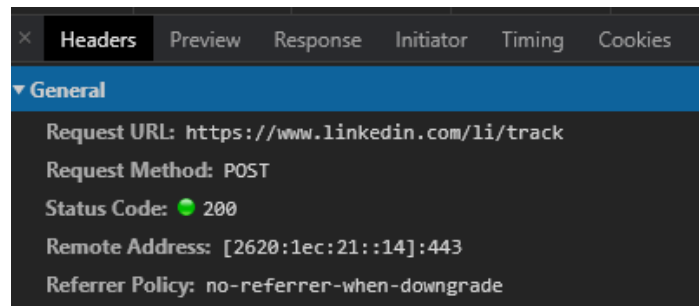 × Headers Preview Response Initiator Timing Cookies
▼ General
Request URL: https://www.linkedin.com/li/track
Request Method: POST
Status Code: 200
Remote Address: [2620:1ec:21::14]:443
Referrer Policy: no-referrer-when-downgrade